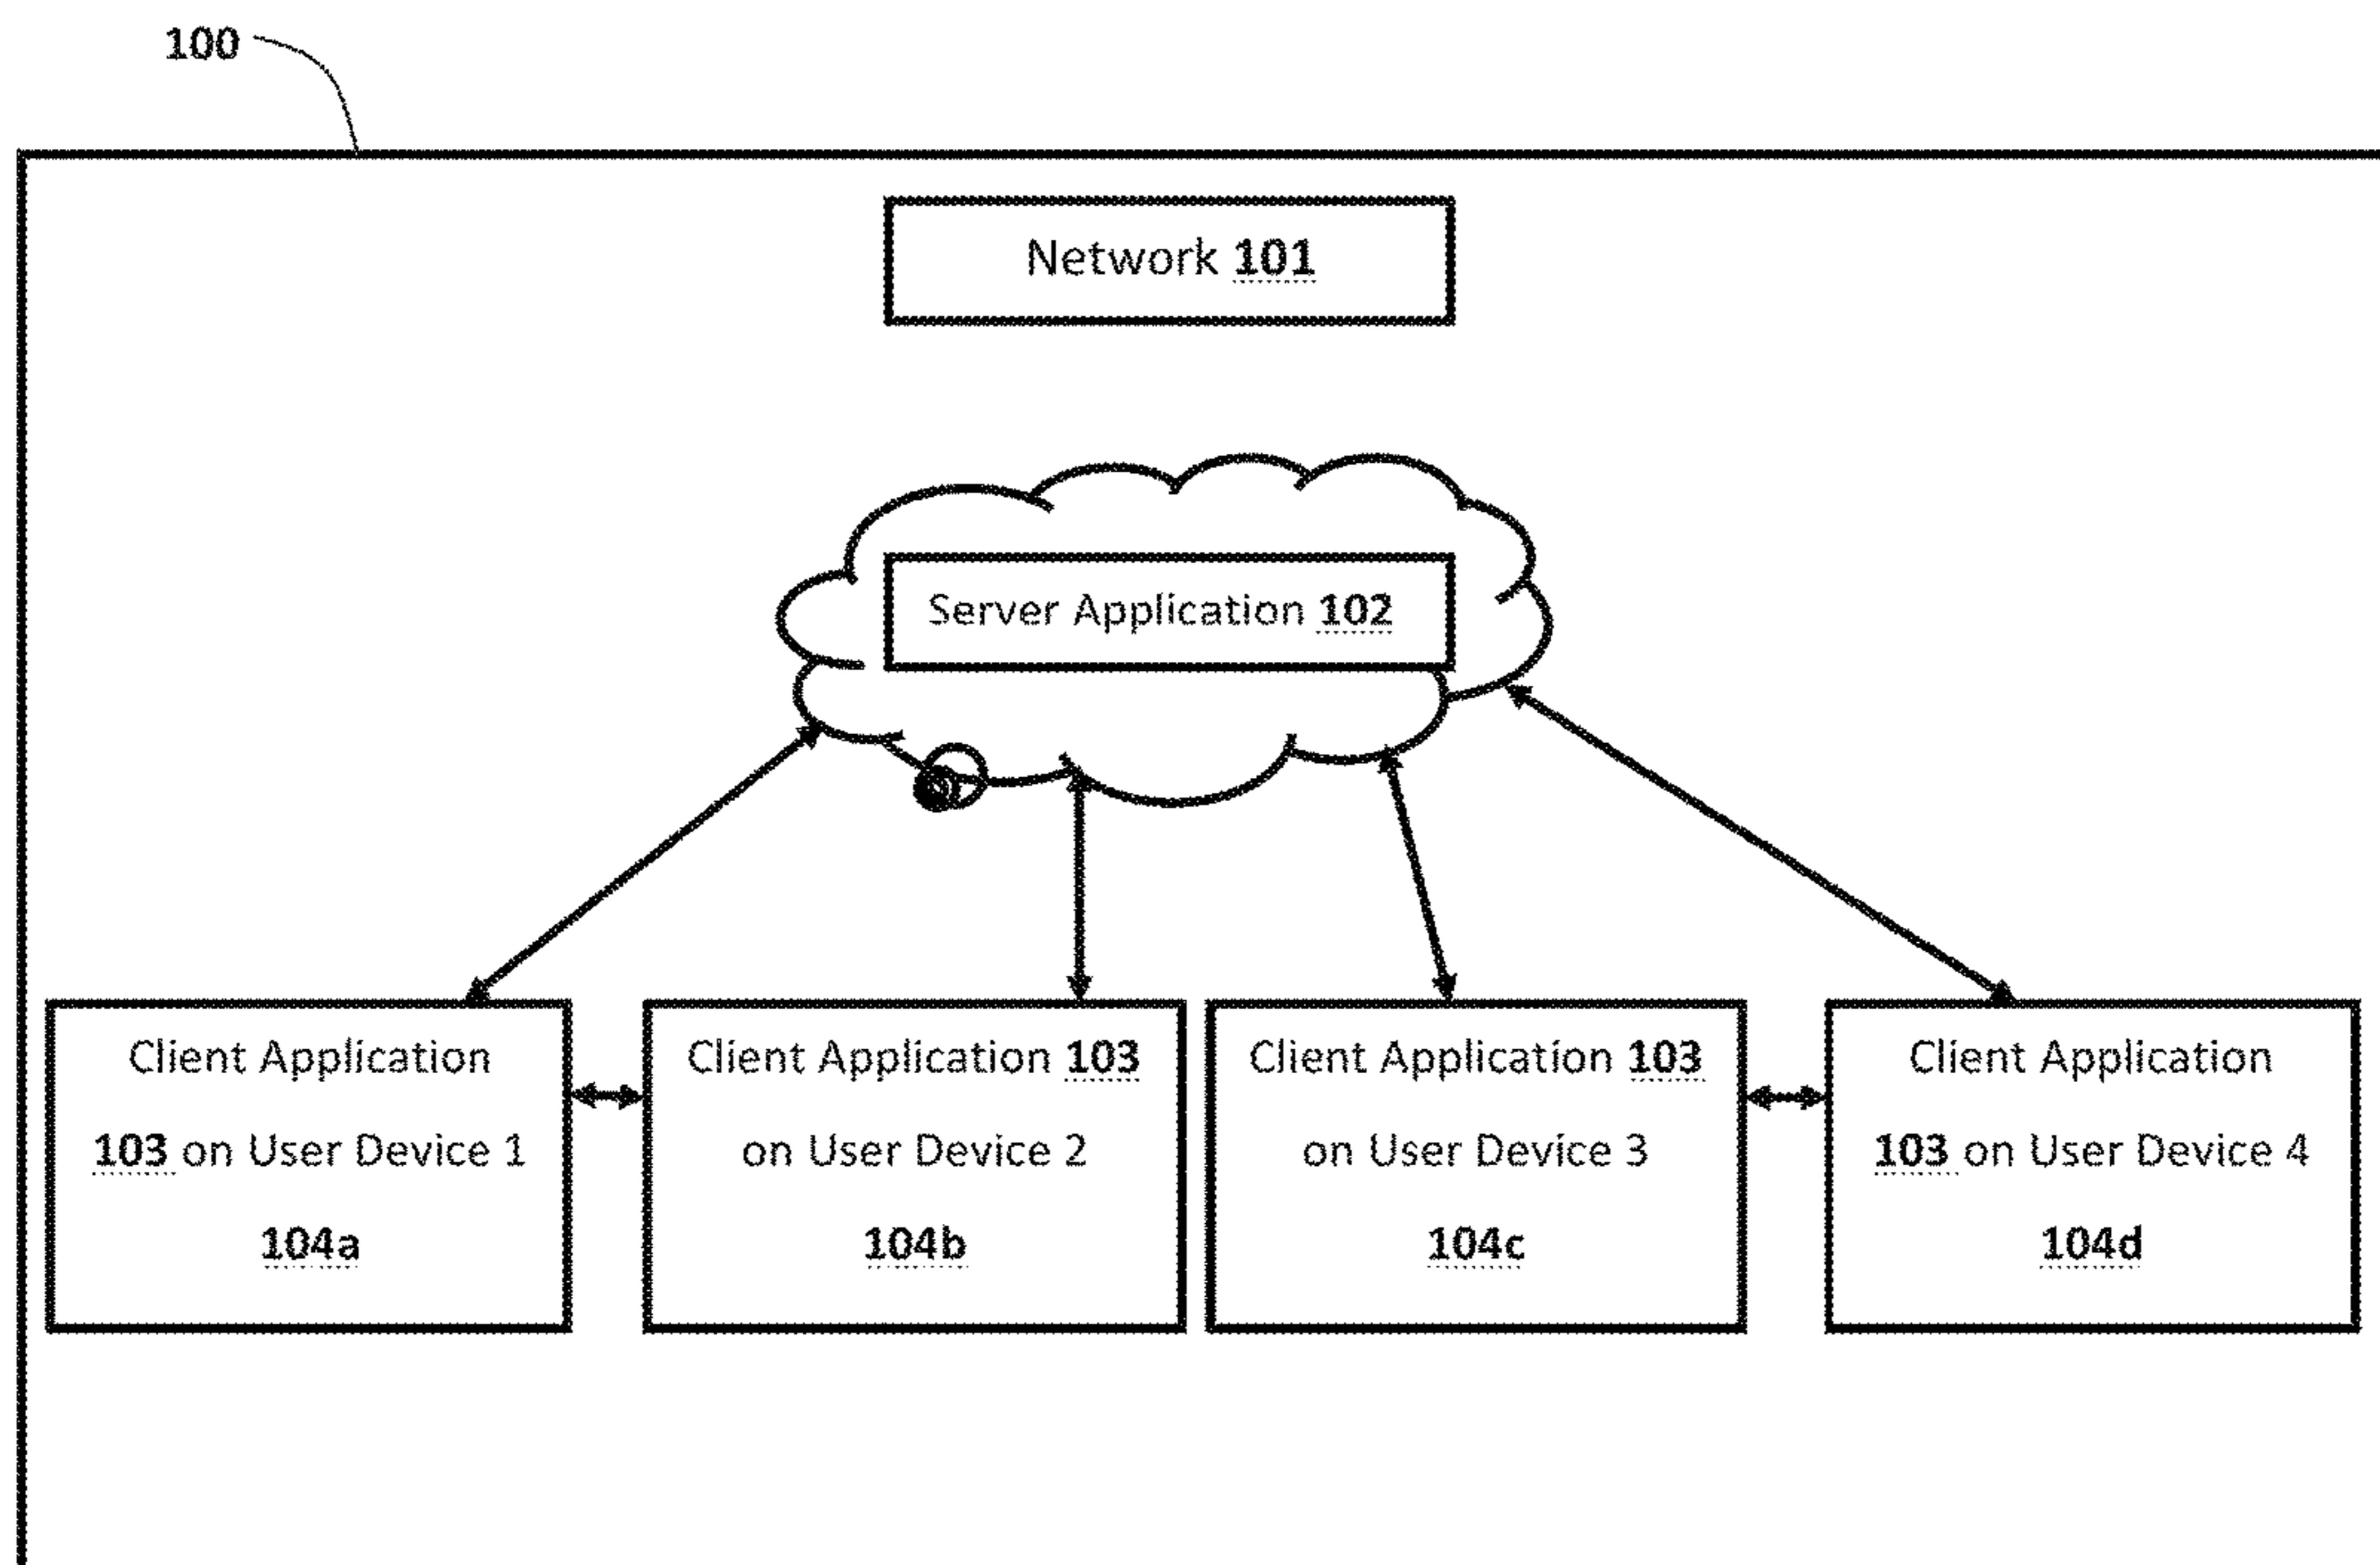 100
Network 101
Server Application 102
Client Application
103 on User Device 1
104a
Client Application 103
on User Device 2
104b
Client Application 103
on User Device 3
104c
Client Application
103 on User Device 4
104d